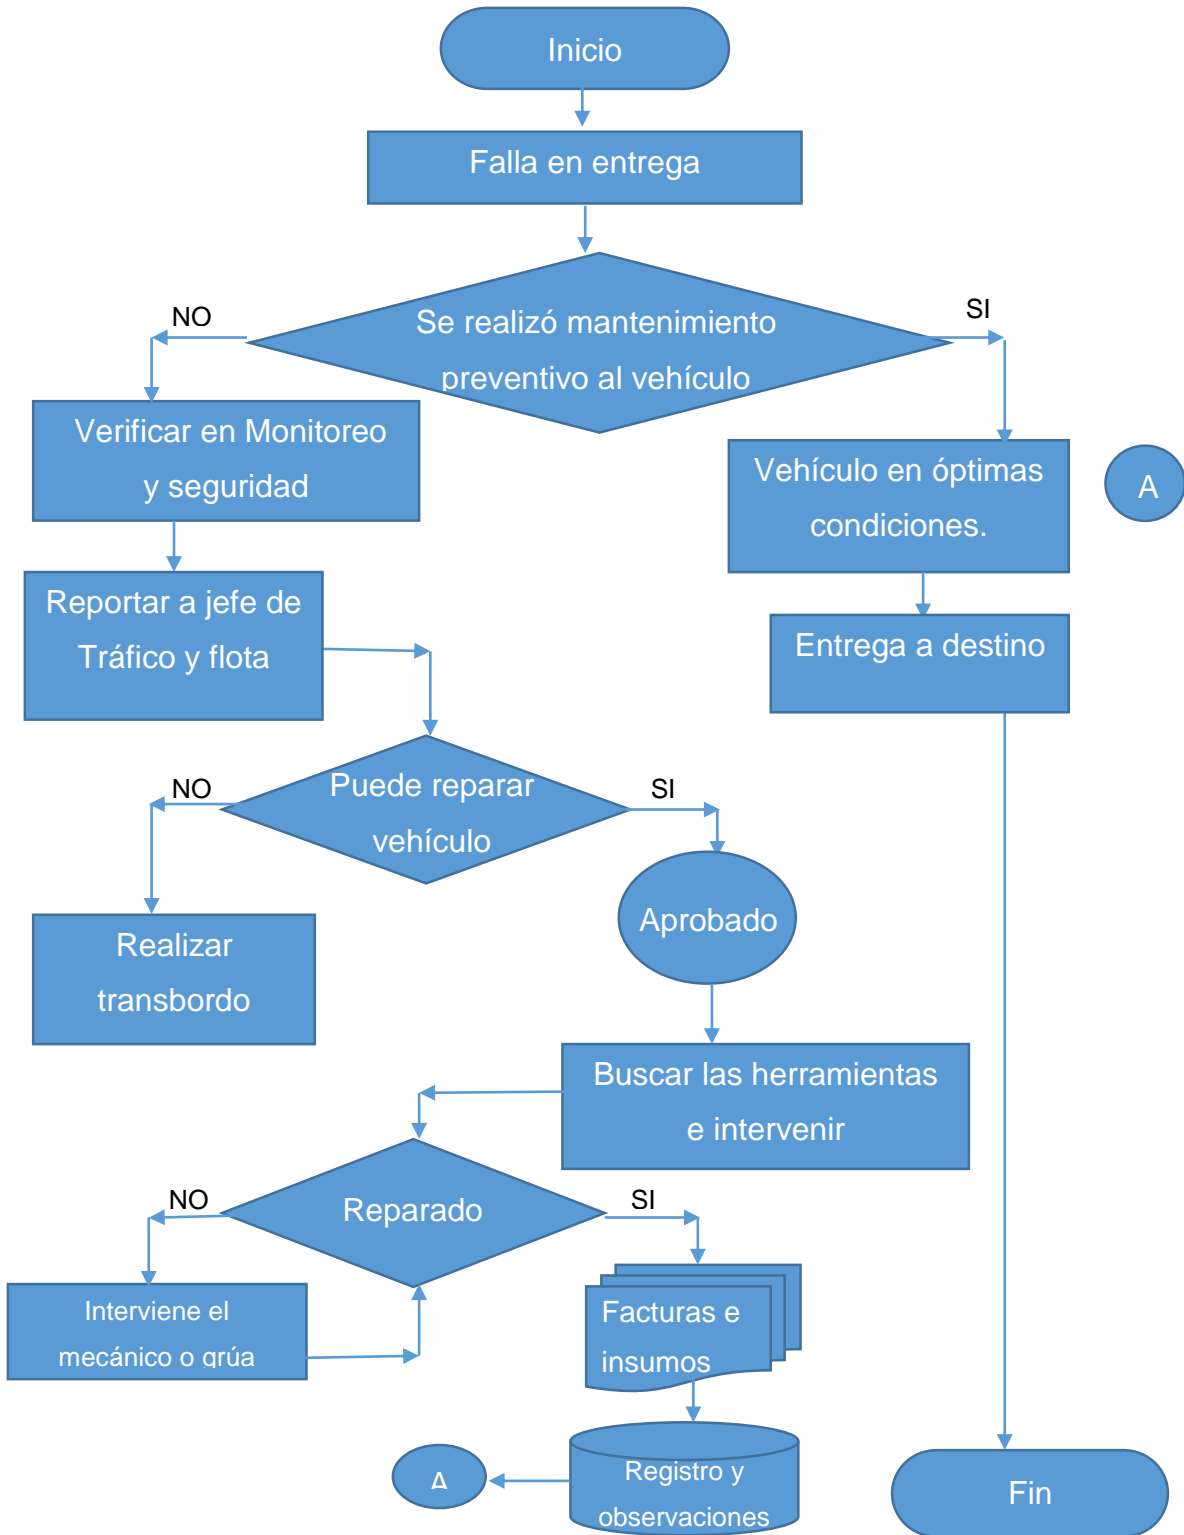 Inicio
Falla en entrega
NO
SI
Se realizó mantenimiento
preventivo al vehículo
Verificar en Monitoreo
y seguridad
Vehículo en óptimas
condiciones.
A
Reportar a jefe de
Tráfico y flota
Entrega a destino
NO
SI
Puede reparar
vehículo
Aprobado
Realizar
transbordo
Buscar las herramientas
e intervenir
NO
SI
Reparado
Interviene el
mecánico o grúa
Facturas e
insumos
A
Registro y
observaciones
Fin